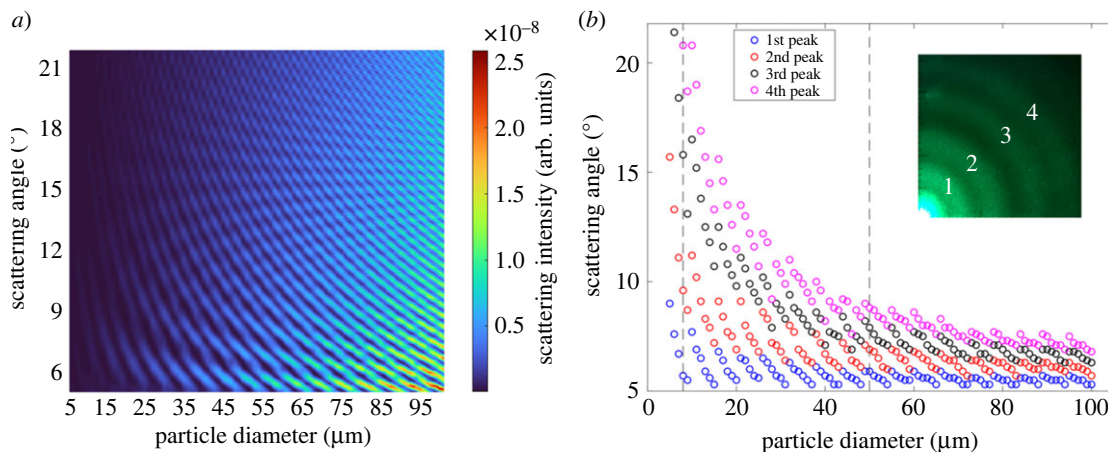 a)
21
18
15
12
9
6
scattering angle (°)
5 15 25 35 45 55 65 75 85 95
particle diameter (µm)
×10–8
2.5
2.0
1.5
1.0
0.5
scattering intensity (arb. units)
(b)
20
15
10
5
scattering angle (°)
0 20 40 60 80 100
particle diameter (µm)
1st peak
2nd peak
3rd peak
4th peak
4
3
2
1